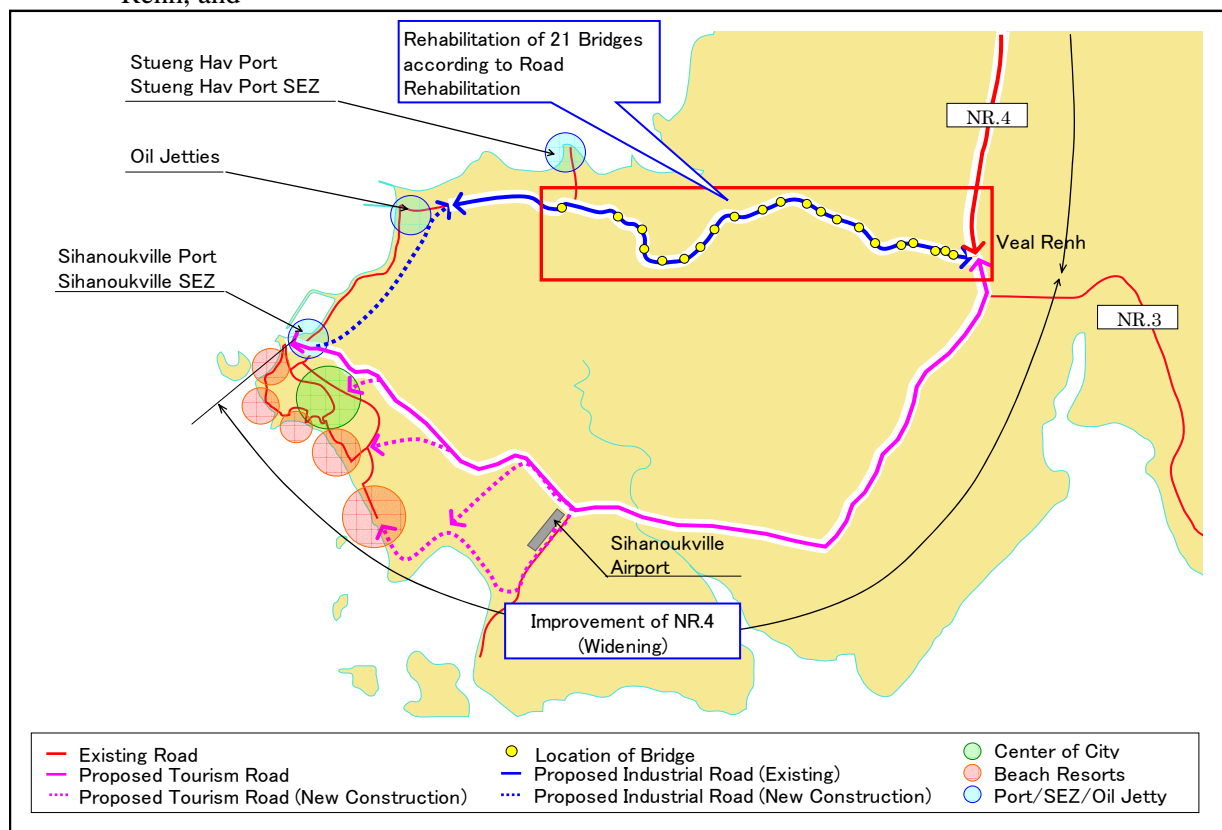 Renh, and
Rehabilitation of 21 Bridges
according to Road
Rehabilitation
Stueng Hav Port
Stueng Hav Port SEZ
NR.4
Oil Jetties
Veal Renh
Sihanoukville Port
Sihanoukville SEZ
NR.3
Sihanoukville
Airport
Improvement of NR.4
(Widening)
Existing Road
Proposed Tourism Road
Proposed Tourism Road (New Construction)
Location of Bridge
Proposed Industrial Road (Existing)
Proposed Industrial Road (New Construction)
Center of City
Beach Resorts
Port/SEZ/Oil Jetty